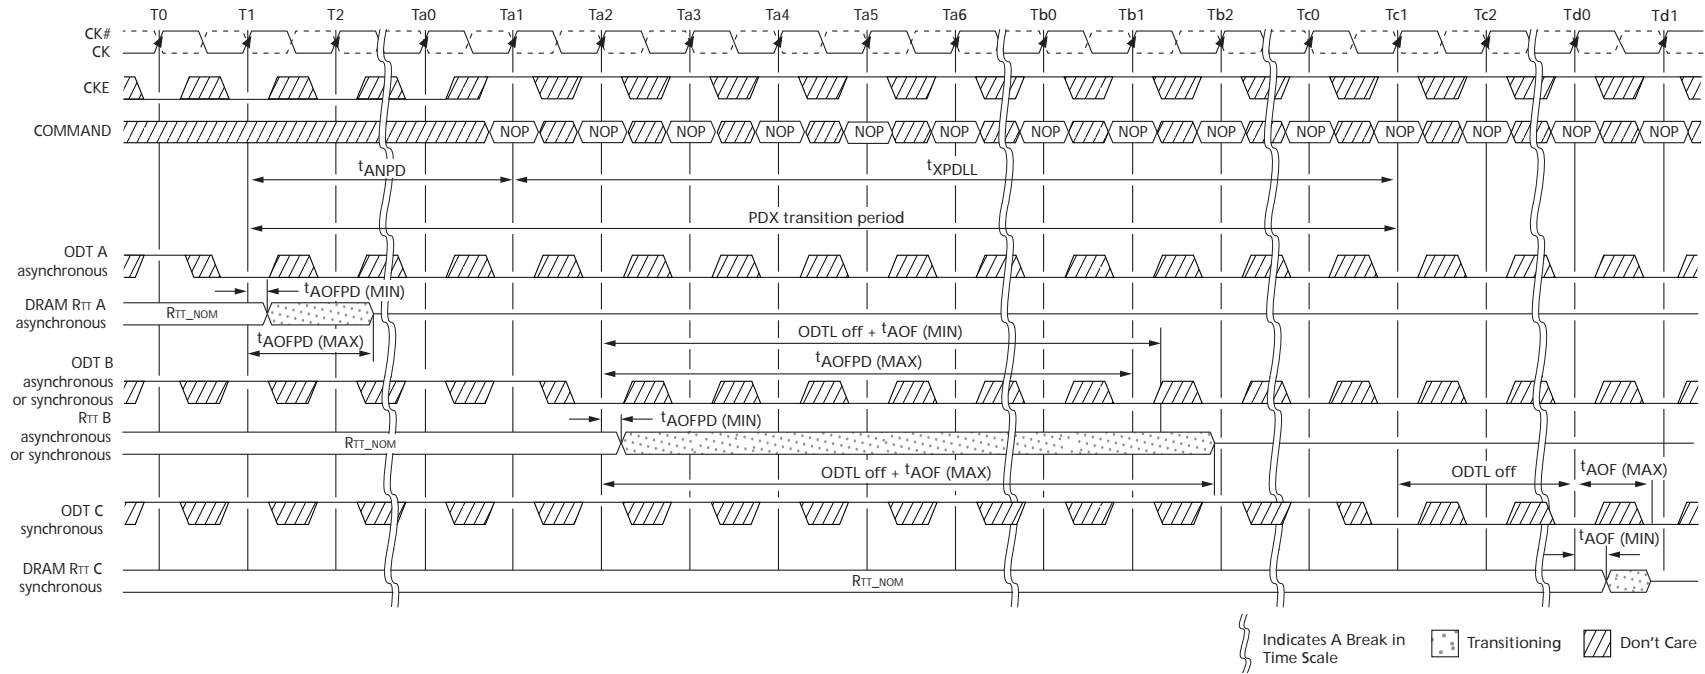 T0 T1 T2 Ta0 Ta1 Ta2 Ta3 Ta4 Ta5 Ta6 Tb0 Tb1 Tb2 Tc0 Tc1 Tc2 Td0 Td1
CK#
CK
CKE
COMMAND
NOP NOP NOP NOP NOP NOP NOP NOP NOP NOP NOP NOP NOP NOP
tANPD
tXPDLL
PDX transition period
ODT A
asynchronous
tAOFPD (MIN)
DRAM RTT A
asynchronous
RTT_NOM
ODTL off + tAOF (MIN)
tAOFPD (MAX)
tAOFPD (MAX)
ODT B
asynchronous
or synchronous
RTT B
asynchronous
or synchronous
tAOFPD (MIN)
RTT_NOM
ODTL off + tAOF (MAX)
ODTL off
tAOF (MAX)
ODT C
synchronous
tAOF (MIN)
DRAM RTT C
synchronous
RTT_NOM
Indicates A Break in
Time Scale
Transitioning
Don't Care